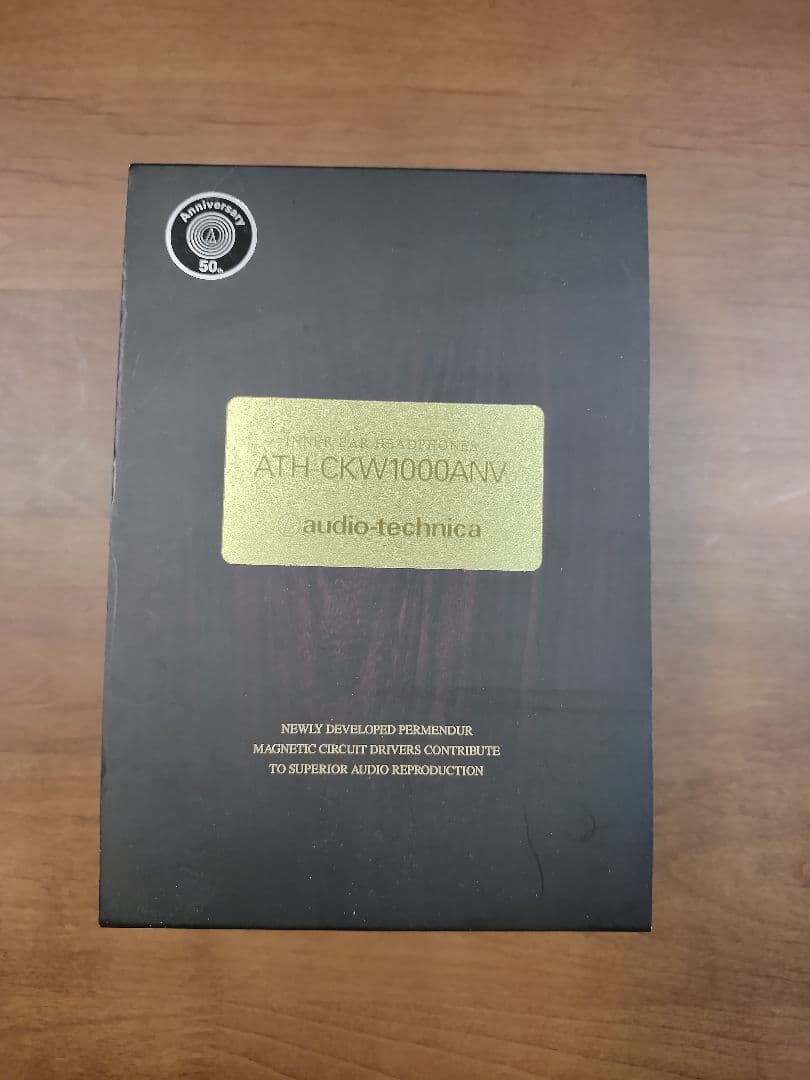 Anniversary
50th
INNER EAR HEADPHONES
ATH-CKW1000ANV
audio-technica
NEWLY DEVELOPED PERMENDUR
MAGNETIC CIRCUIT DRIVERS CONTRIBUTE
TO SUPERIOR AUDIO REPRODUCTION